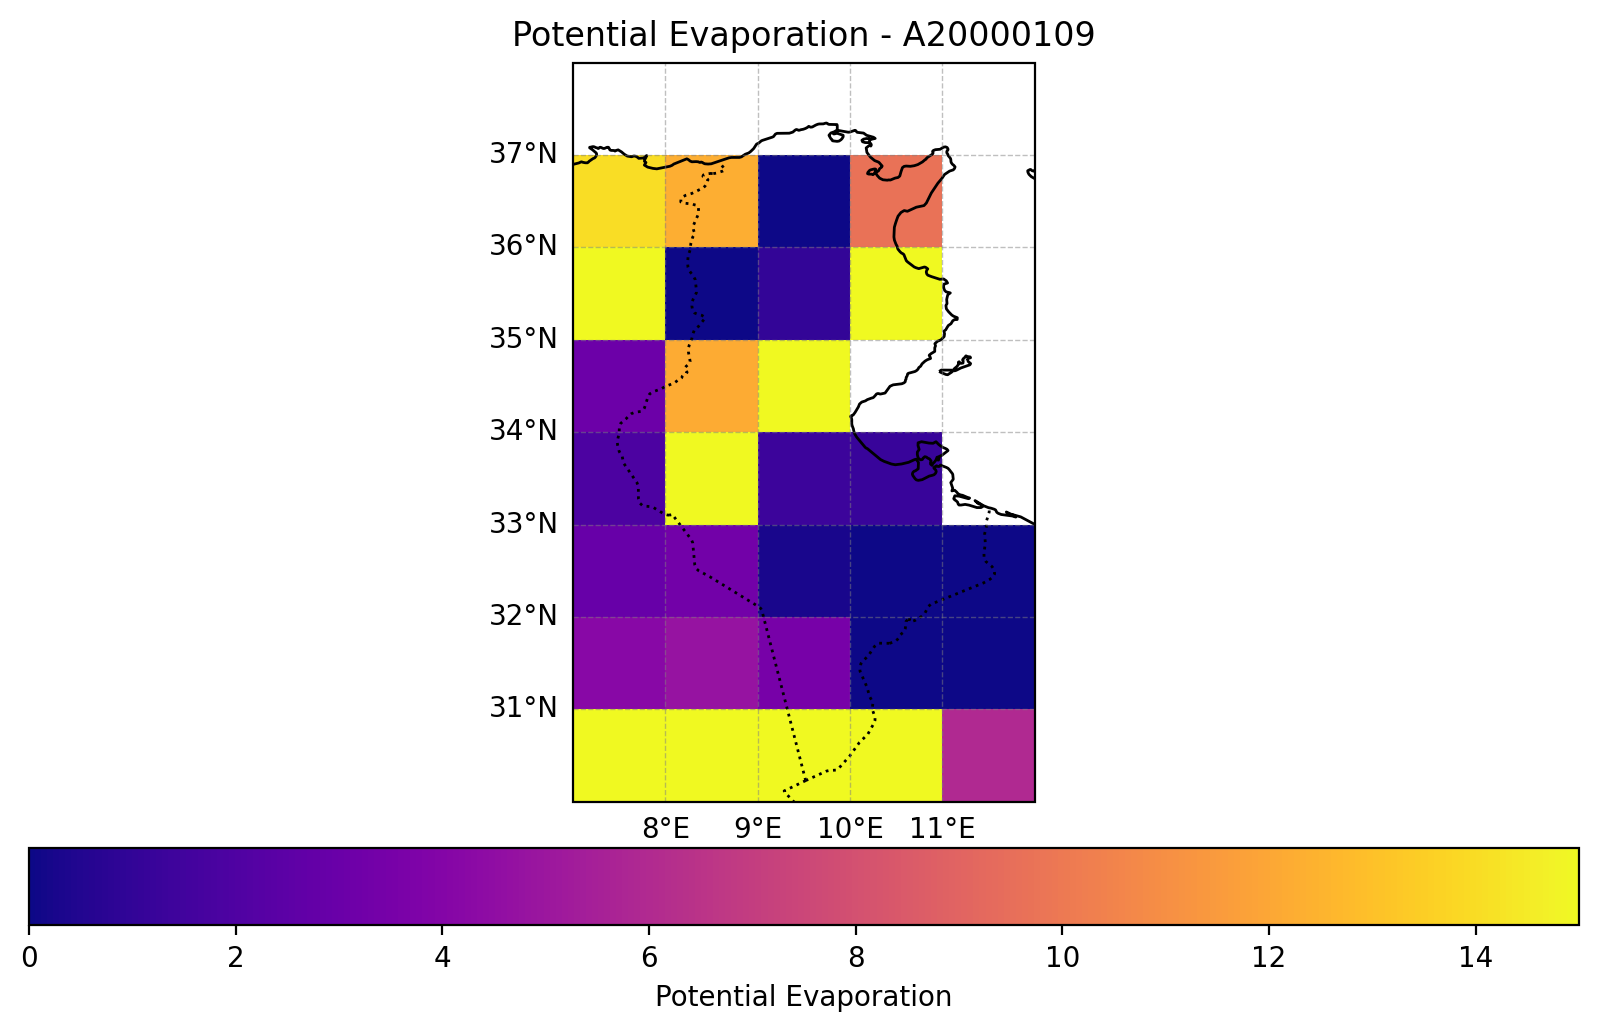 Potential Evaporation - A20000109
37°N
36°N
35°N
34°N
33°N
32°N
31°N
8°E 9°E 10°E 11°E
0 2 4 6 8 10 12 14
Potential Evaporation